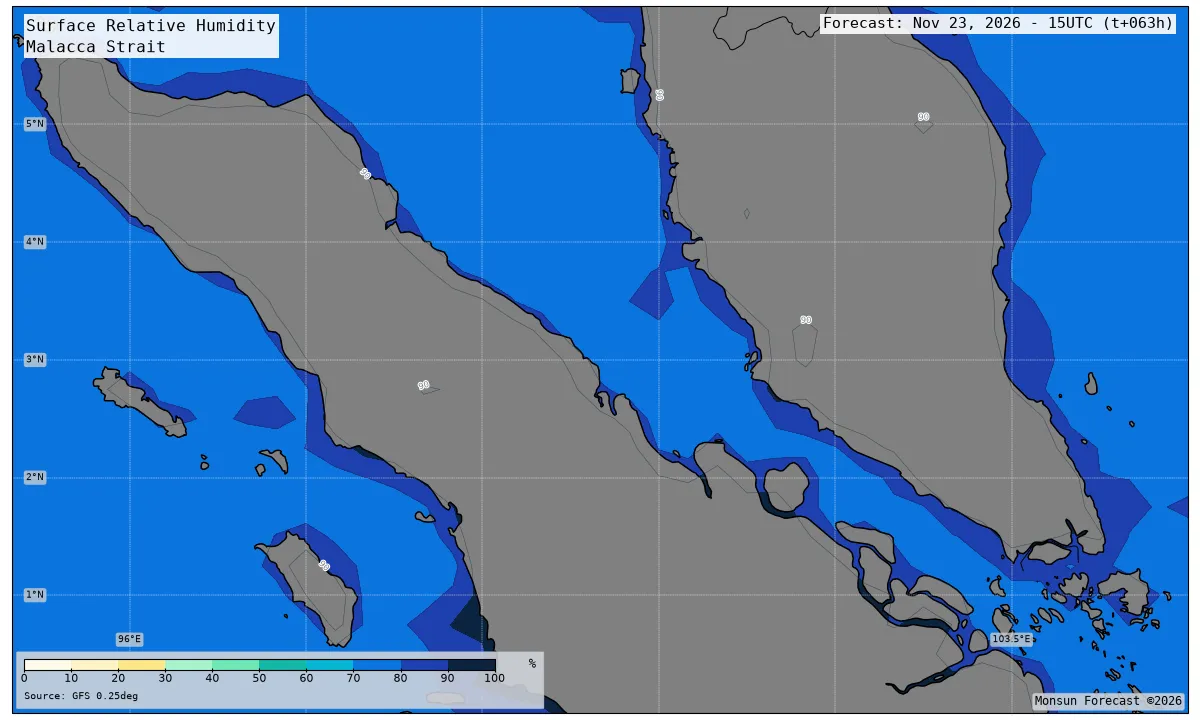 Surface Relative Humidity
Malacca Strait
Forecast: Nov 23, 2026 - 15UTC (t+063h)
90
90
5°N
90
4°N
90
3°N
90
2°N
90
1°N
96°E
103.5°E
%
0 10 20 30 40 50 60 70 80 90 100
Source: GFS 0.25deg
Monsun Forecast ©2026